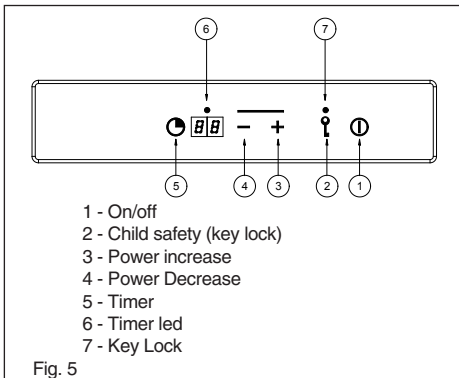 6
7
88
5
4
3
2
1
1 - On/off
2 - Child safety (key lock)
3 - Power increase
4 - Power Decrease
5 - Timer
6 - Timer led
7 - Key Lock
Fig. 5